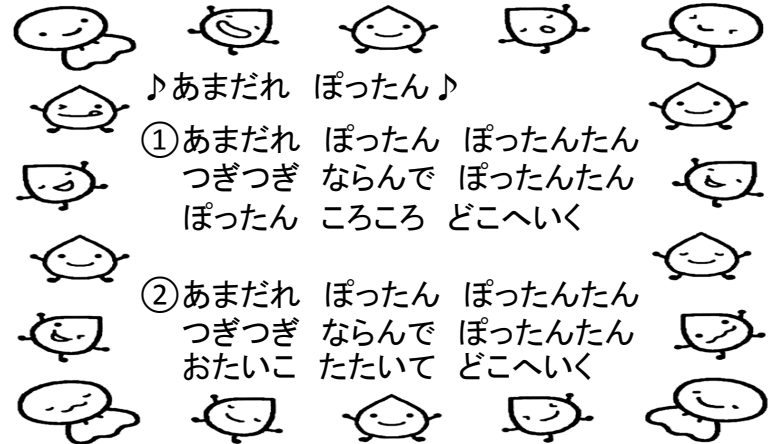 ♪あまだれ ぽったん♪
①あまだれ ぽったん ぽったんたん
つぎつぎ ならんで ぽったんたん
ぽったん ころころ どこへいく
②あまだれ ぽったん ぽったんたん
つぎつぎ ならんで ぽったんたん
おたいこ たたいて どこへいく